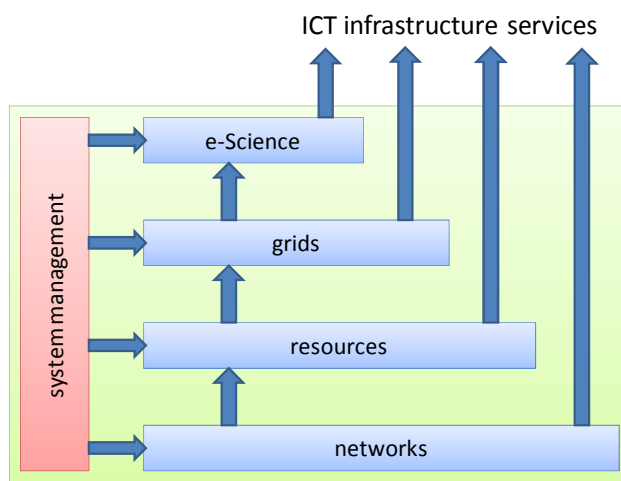 ICT infrastructure services
e-Science
system management
grids
resources
networks